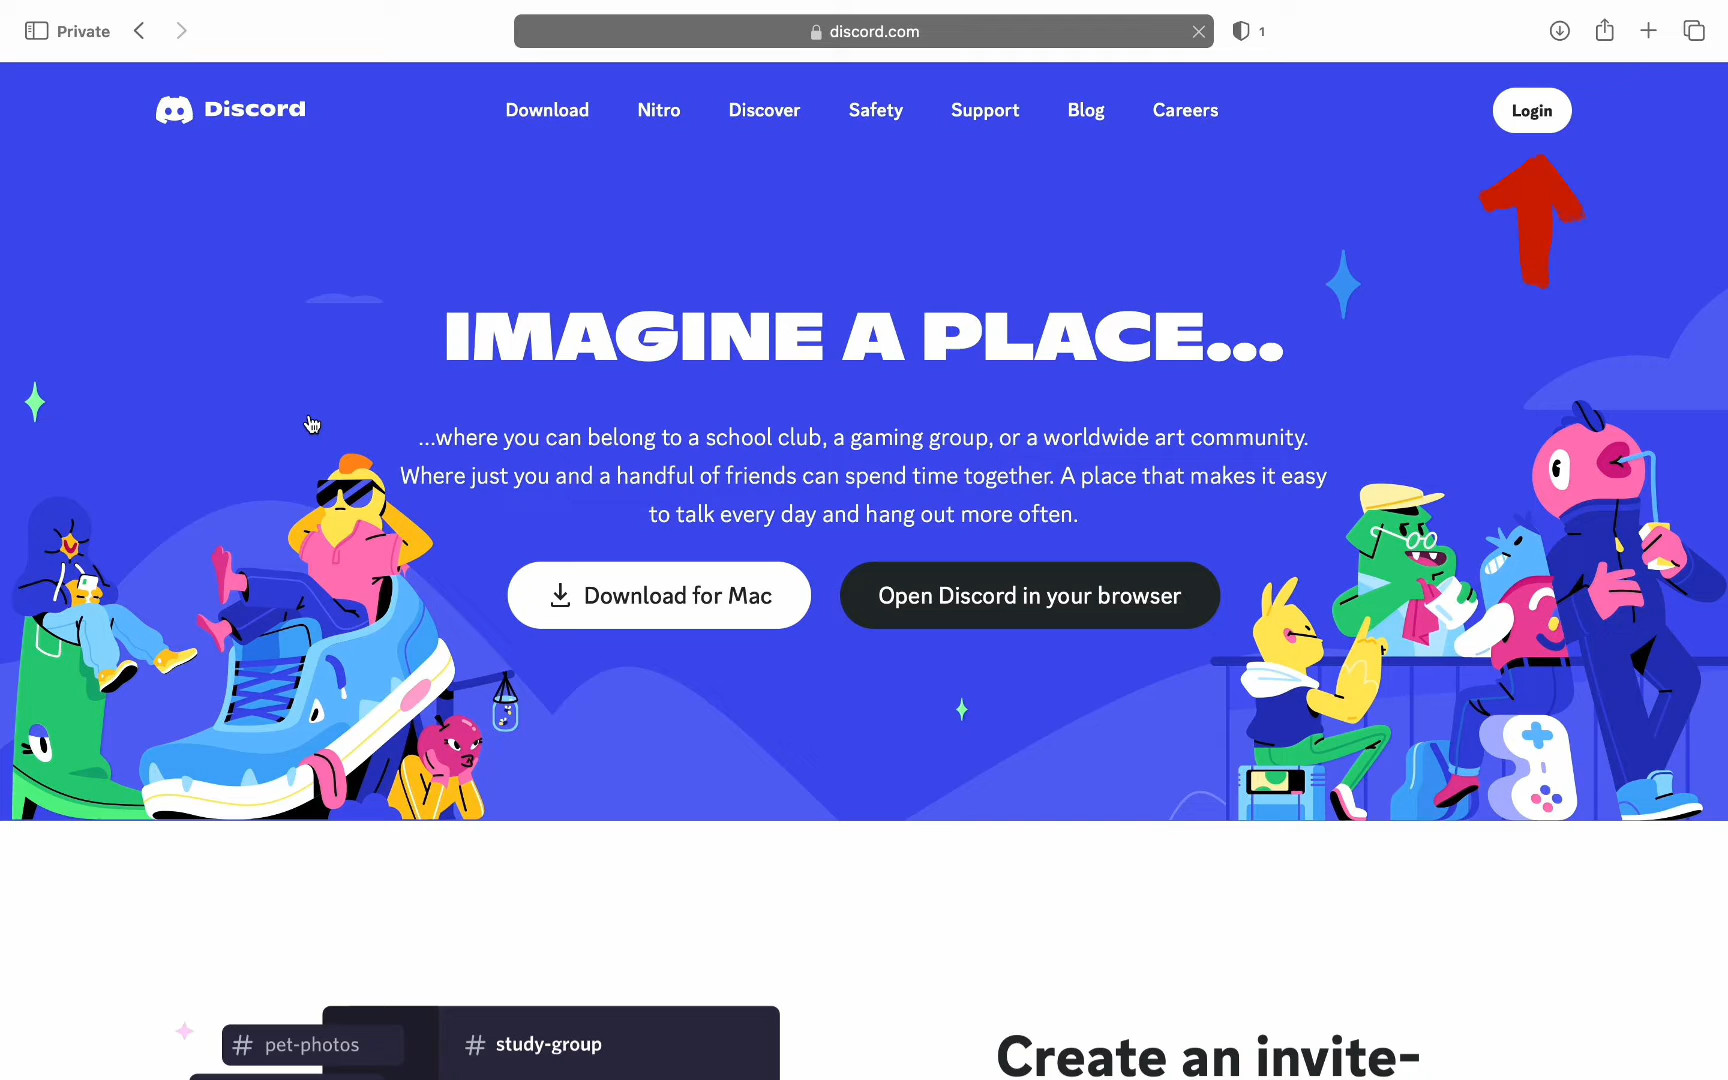 Private
discord.com
1
Discord
Download
Nitro
Discover
Safety
Support
Blog
Careers
Login
IMAGINE A PLACE...
...where you can belong to a school club, a gaming group, or a worldwide art community.
Where just you and a handful of friends can spend time together. A place that makes it easy
to talk every day and hang out more often.
Download for Mac
Open Discord in your browser
# pet-photos
# study-group
Create an invite-